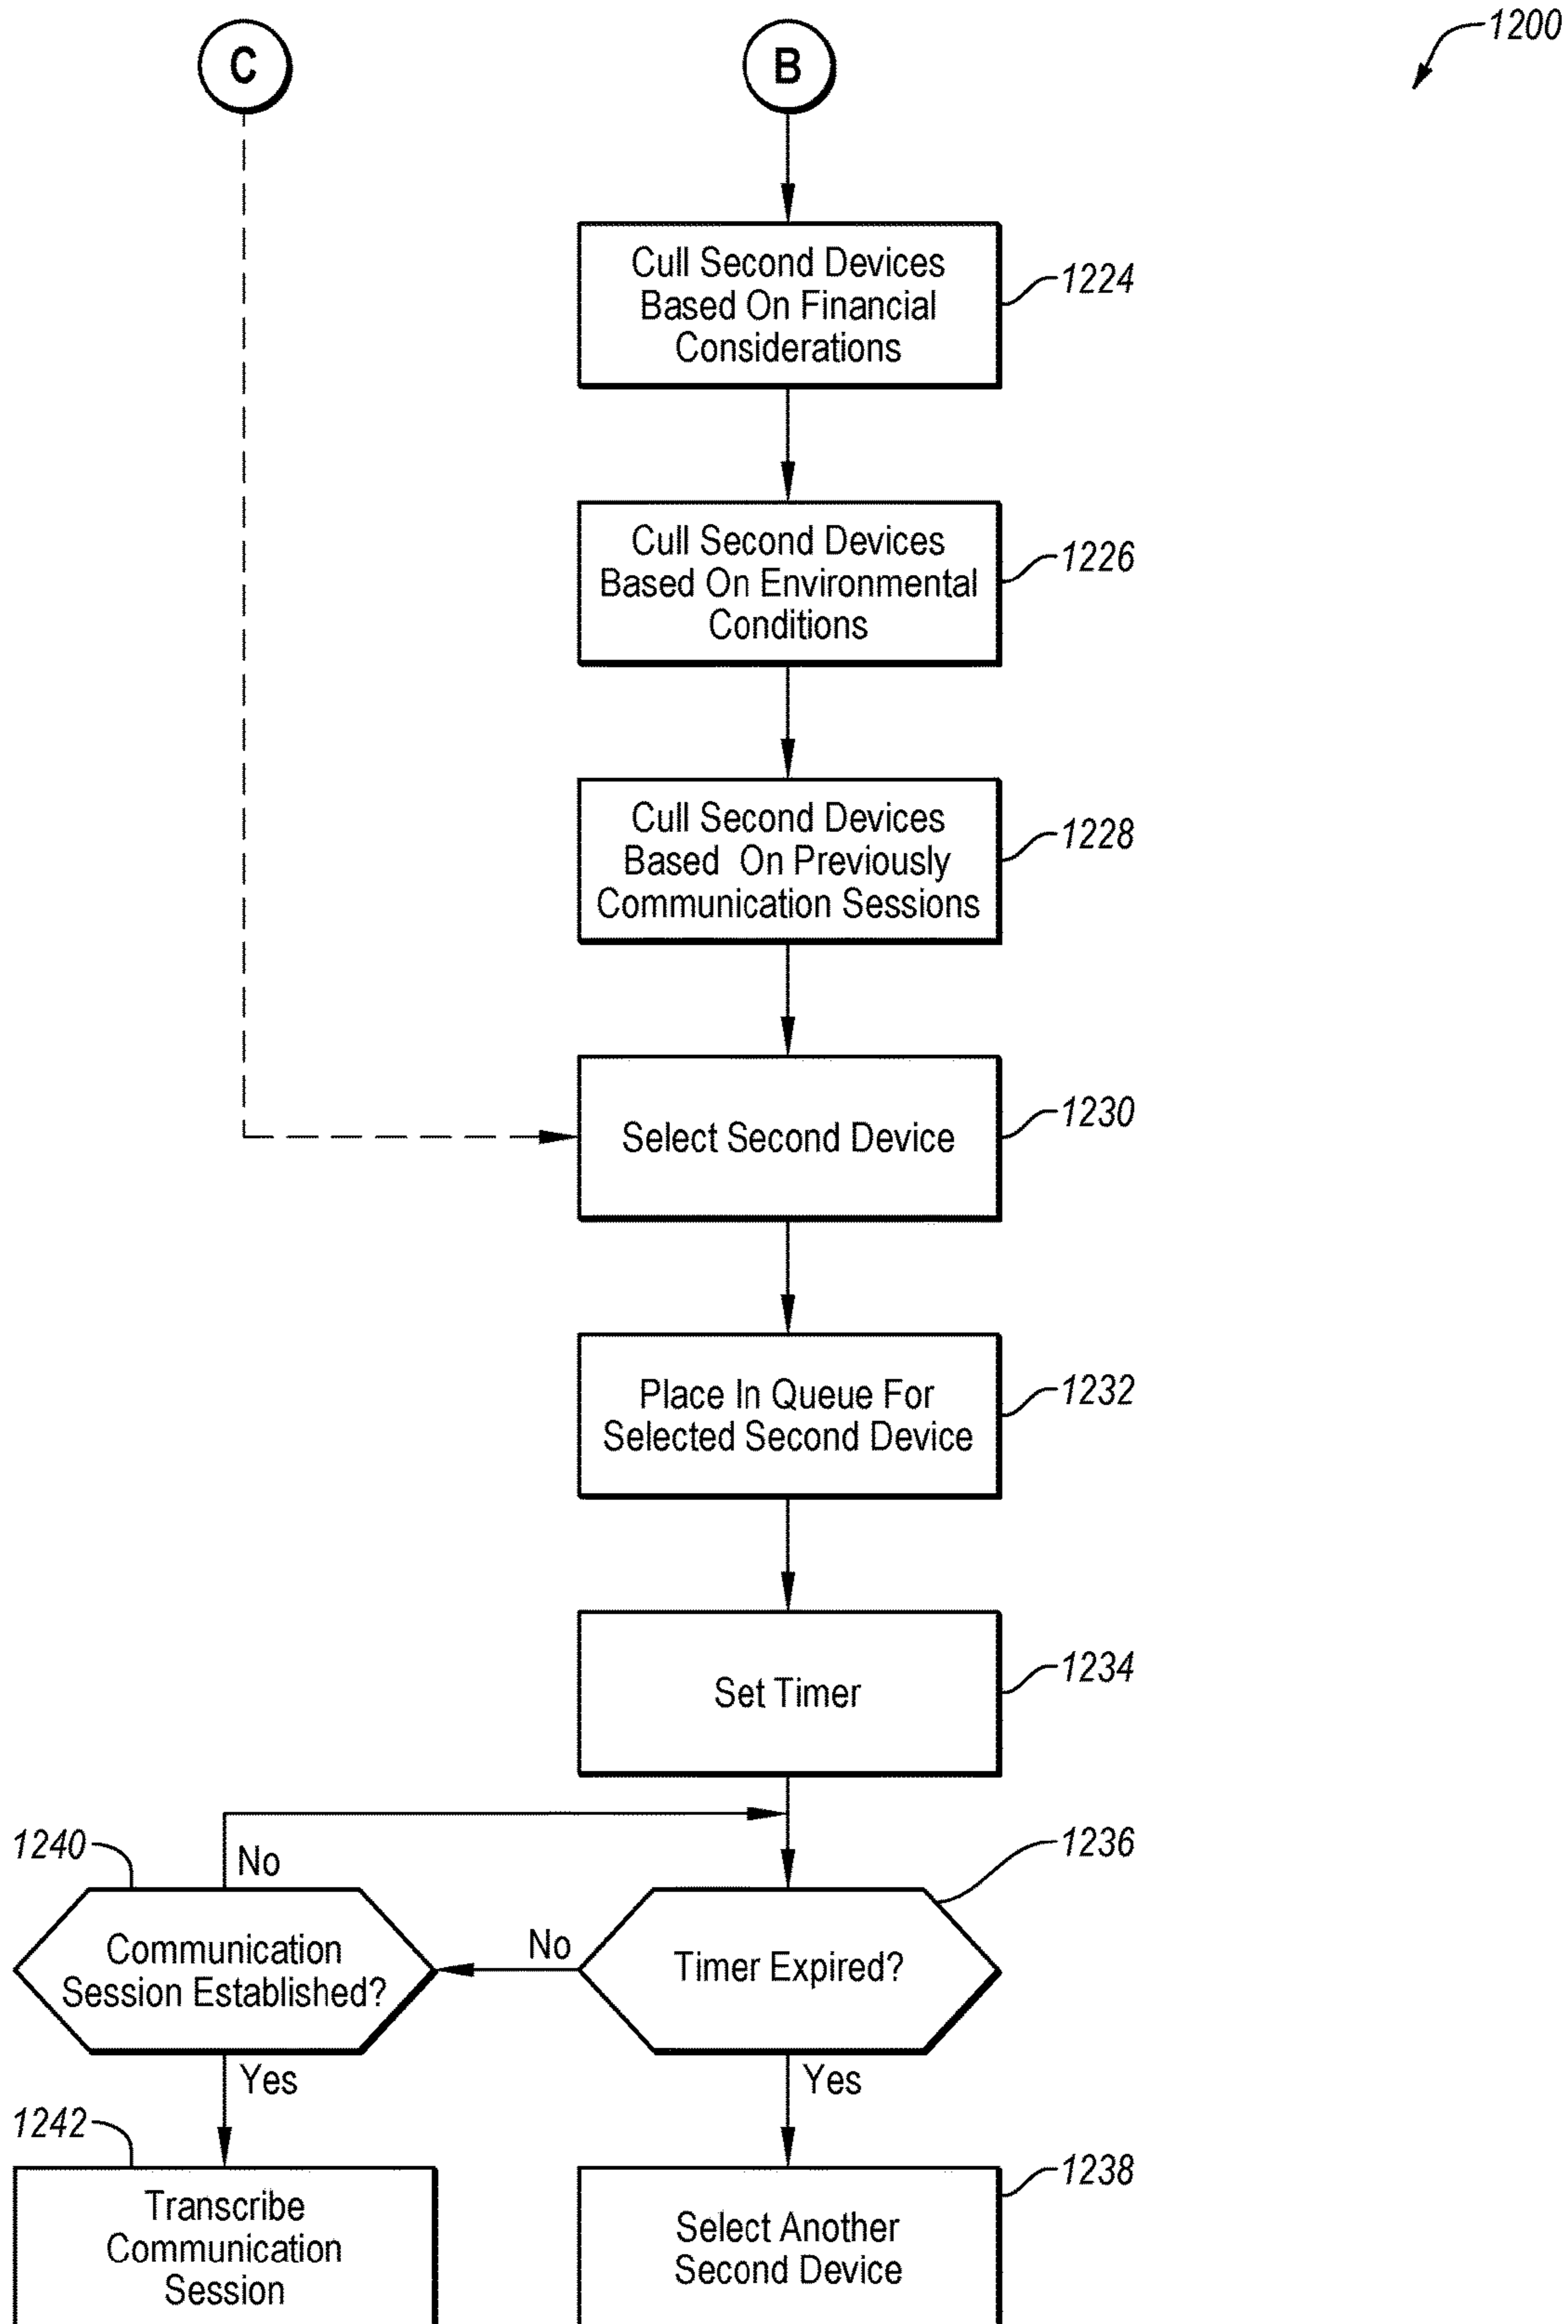 1200
C
B
Cull Second Devices
Based On Financial
Considerations
1224
Cull Second Devices
Based On Environmental
Conditions
1226
Cull Second Devices
Based On Previously
Communication Sessions
1228
Select Second Device
1230
Place In Queue For
Selected Second Device
1232
Set Timer
1234
1240
No
1236
Communication
Session Established?
No
Timer Expired?
Yes
Yes
1242
1238
Transcribe
Communication
Session
Select Another
Second Device